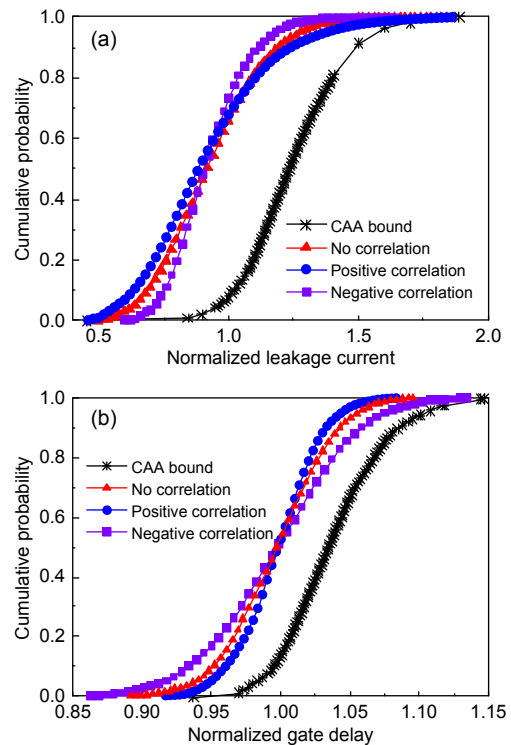 1.0
(a)
0.8
0.6
0.4
0.2
0.0
Cumulative probability
CAA bound
No correlation
Positive correlation
Negative correlation
0.5 1.0 1.5 2.0
Normalized leakage current
1.0
(b)
0.8
0.6
0.4
0.2
0.0
Cumulative probability
CAA bound
No correlation
Positive correlation
Negative correlation
0.85 0.90 0.95 1.00 1.05 1.10 1.15
Normalized gate delay